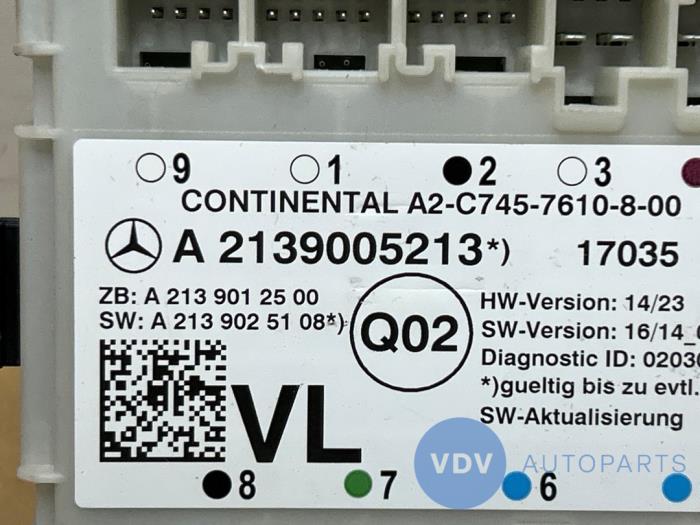 9 1 2 3
CONTINENTAL A2-C745-7610-8-00
A 2139005213*) 17035
ZB: A 213 901 25 00
SW: A 213 902 51 08*)
Q02
HW-Version: 14/23
SW-Version: 16/14_
Diagnostic ID: 0203
*)gueltig bis zu evtl.
SW-Aktualisierung
VL
VDV AUTOPARTS
8 7 6